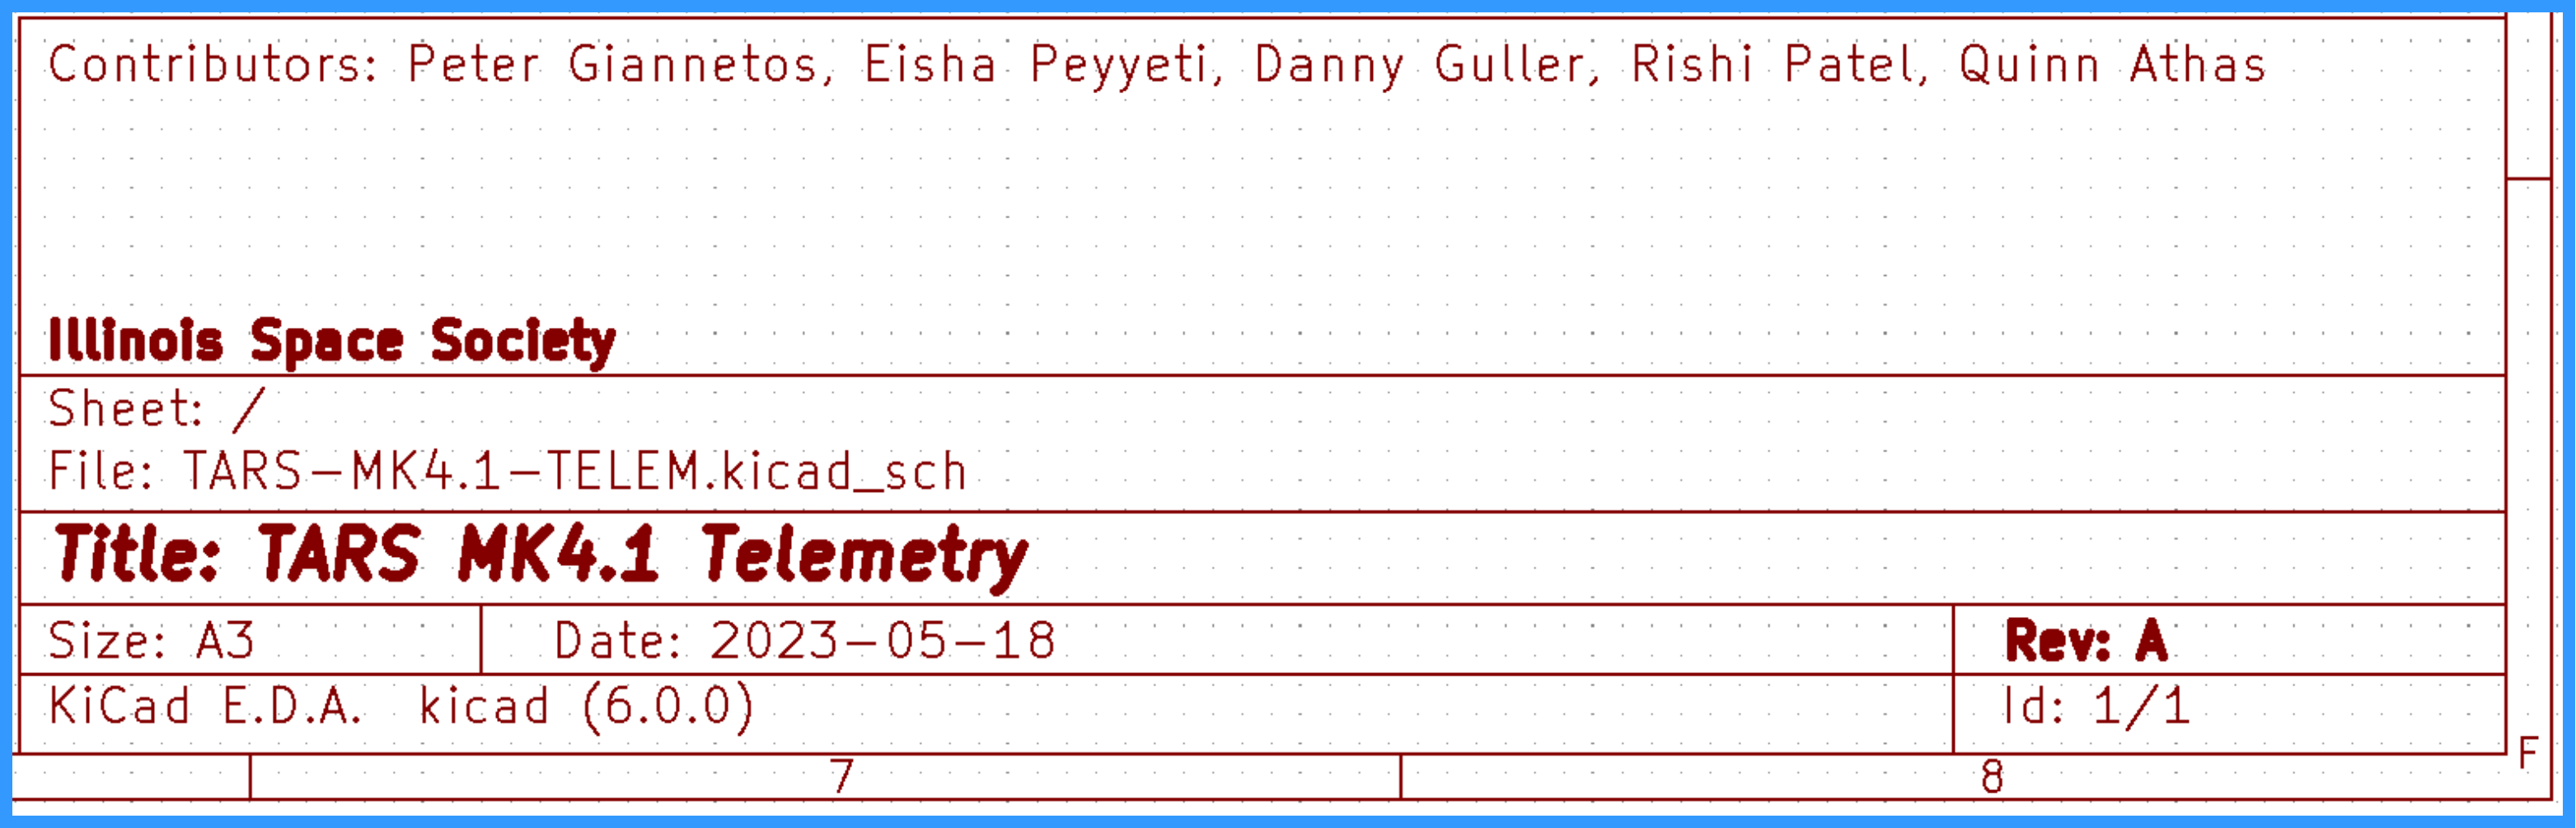 Contributors: Peter Giannetos, Eisha Peyyeti, Danny Guller, Rishi Patel, Quinn Athas
Illinois Space Society
Sheet: /
File: TARS-MK4.1-TELEM.kicad_sch
Title: TARS MK4.1 Telemetry
Size: A3 Date: 2023-05-18 Rev: A
KiCad E.D.A. kicad (6.0.0) Id: 1/1
F
7 8